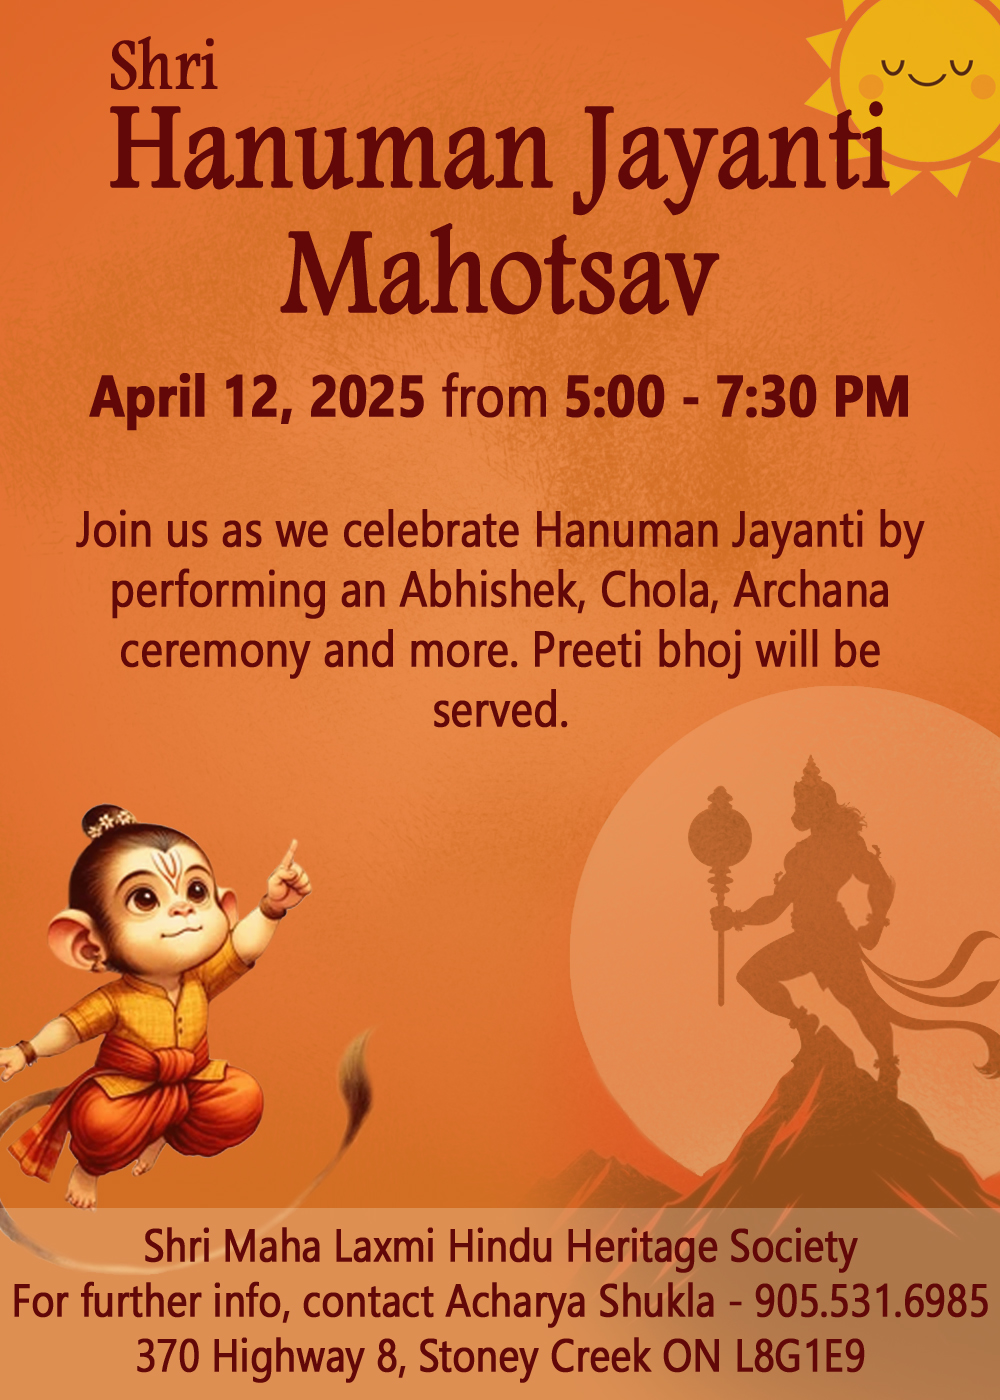 Shri
Hanuman Jayanti
Mahotsav
April 12, 2025 from 5:00 - 7:30 PM
Join us as we celebrate Hanuman Jayanti by
performing an Abhishek, Chola, Archana
ceremony and more. Preeti bhoj will be
served.
Shri Maha Laxmi Hindu Heritage Society
For further info, contact Acharya Shukla - 905.531.6985
370 Highway 8, Stoney Creek ON L8G1E9